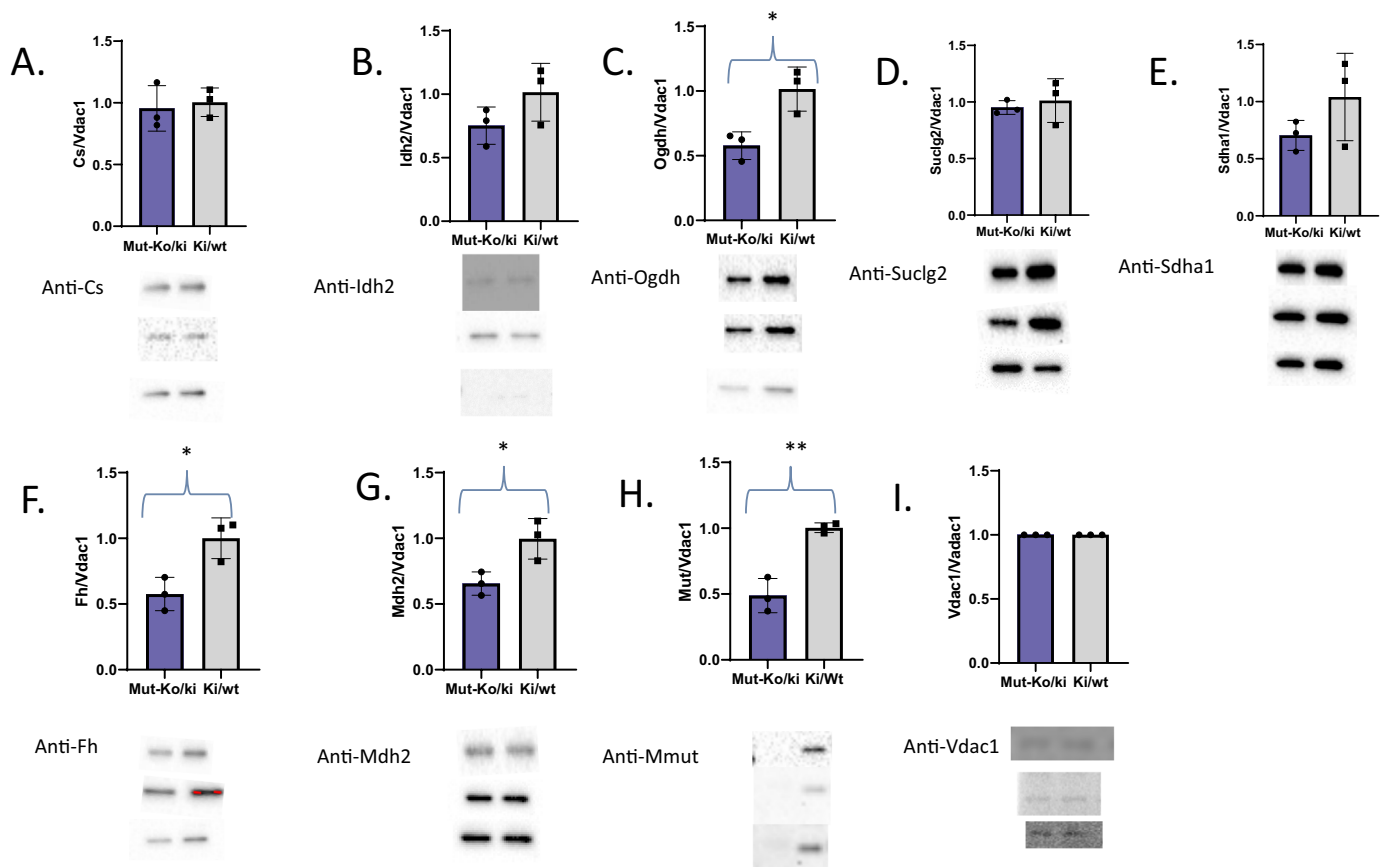 A.
1.5
1.0
0.5
0.0
Cs/Vdac1
Mut-Ko/ki Ki/wt
Anti-Cs
B.
1.5
1.0
0.5
0.0
Idh2/Vdac1
Mut-Ko/ki Ki/wt
Anti-Idh2
C.
*
1.5
1.0
0.5
0.0
Ogdh/Vdac1
Mut-Ko/ki Ki/wt
Anti-Ogdh
D.
1.5
1.0
0.5
0.0
Suclg2/Vdac1
Mut-Ko/ki Ki/wt
Anti-Suclg2
E.
1.5
1.0
0.5
0.0
Sdha1/Vdac1
Mut-Ko/ki Ki/wt
Anti-Sdha1
F.
*
1.5
1.0
0.5
0.0
Fh/Vdac1
Mut-Ko/ki Ki/wt
Anti-Fh
G.
*
1.5
1.0
0.5
0.0
Mdh2/Vdac1
Mut-Ko/ki Ki/wt
Anti-Mdh2
H.
**
1.5
1.0
0.5
0.0
Mut/Vdac1
Mut-Ko/ki Ki/Wt
Anti-Mmut
I.
1.5
1.0
0.5
0.0
Vdac1/Vadac1
Mut-Ko/ki Ki/wt
Anti-Vdac1